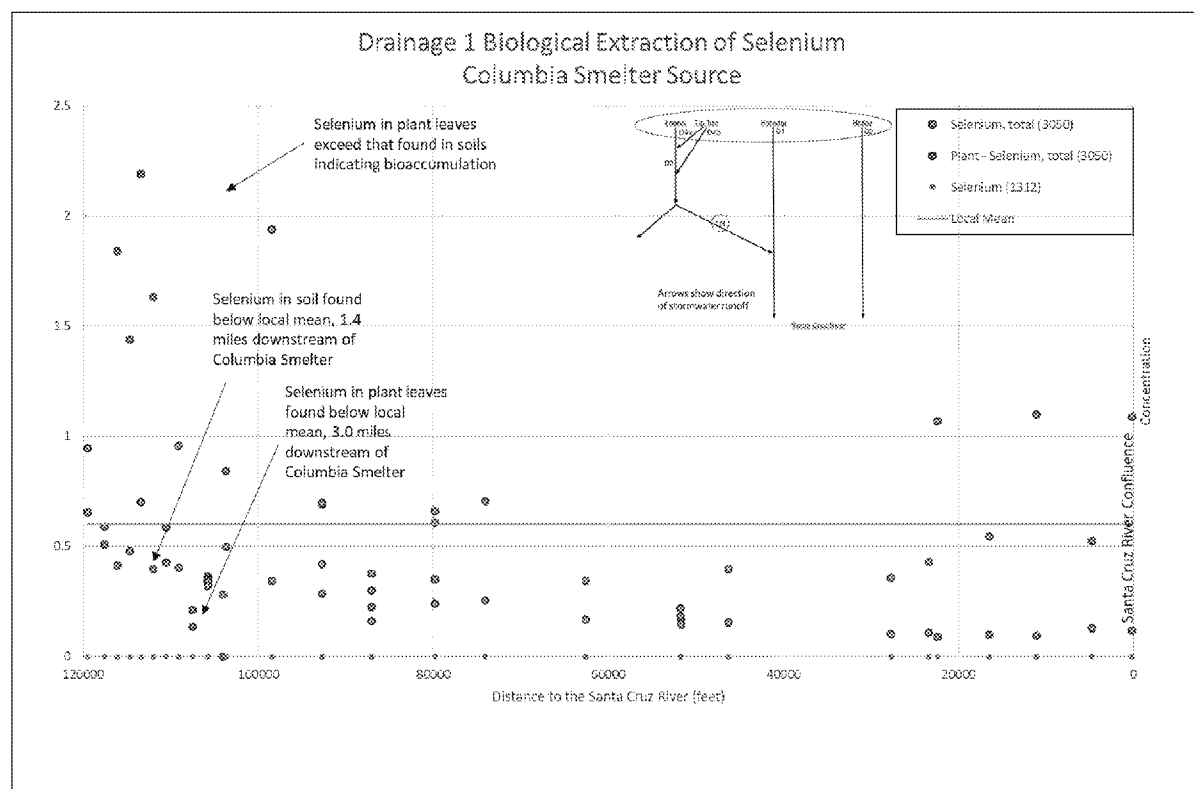 Drainage 1 Biological Extraction of Selenium
Columbia Smelter Source
2.5
2
1.5
1
0.5
0
Selenium in plant leaves
exceed that found in soils
indicating bioaccumulation
Selenium in soil found
below local mean, 1.4
miles downstream of
Columbia Smelter
Selenium in plant leaves
found below local
mean, 3.0 miles
downstream of
Columbia Smelter
Arrows show direction
of stormwater runoff
Selenium, total (3050)
Plant - Selenium, total (3050)
Selenium (1312)
Local Mean
Santa Cruz River Confluence
Concentration
120000
100000
80000
60000
40000
20000
0
Distance to the Santa Cruz River (feet)